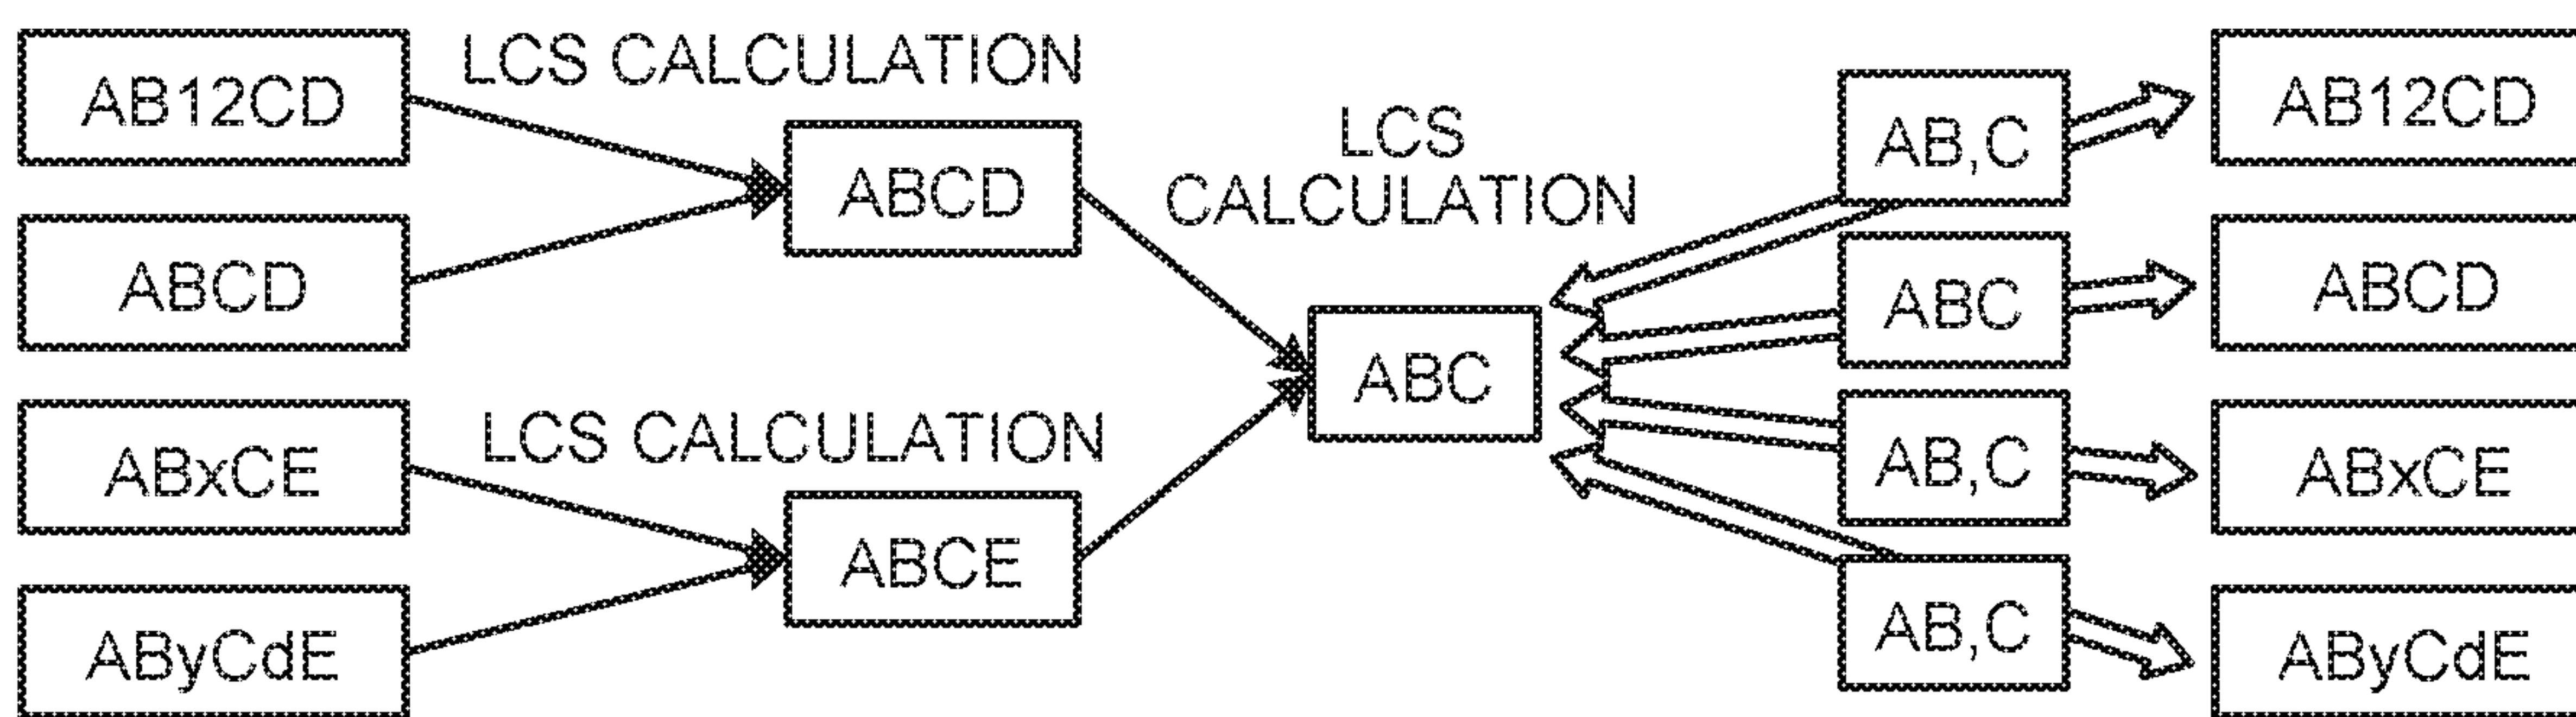 AB12CD
LCS CALCULATION
ABCD
ABCD
ABxCE
LCS CALCULATION
AByCdE
ABCE
LCS
CALCULATION
ABC
AB,C
AB12CD
ABC
ABCD
AB,C
ABxCE
AB,C
AByCdE